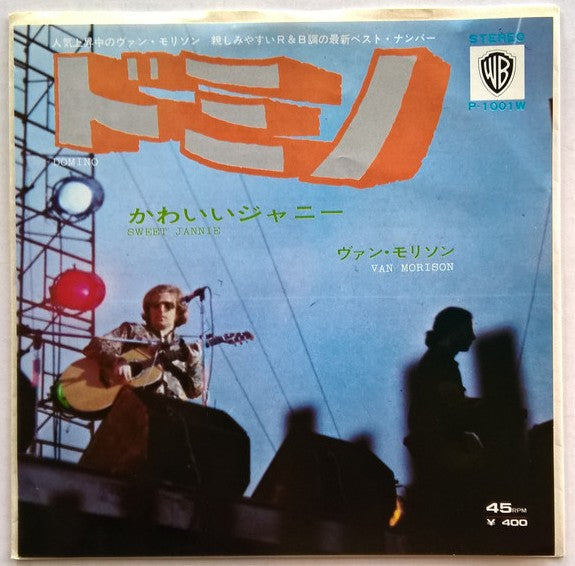 人気上昇中のヴァン・モリソン 親しみやすいR&B調の最新ベスト・ナンバー
STEREO
WB
P-1001W
ドミノ
DOMINO
かわいいジャニー
SWEET JANNIE
ヴァン・モリソン
VAN MORISON
45RPM
¥ 400